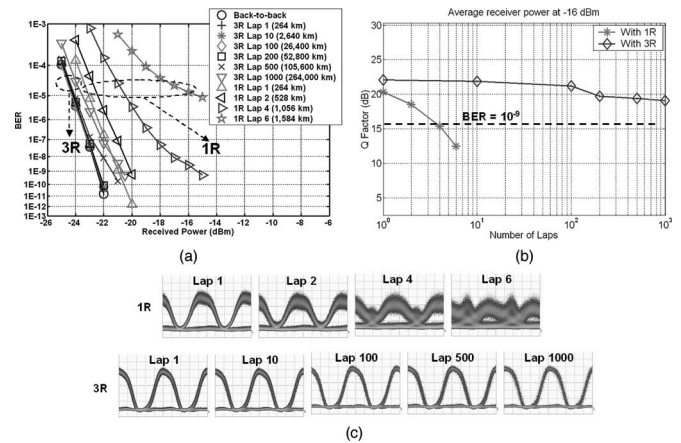 1E-3
1E-4
1E-5
1E-6
1E-7
1E-8
1E-9
1E-10
1E-11
1E-12
1E-13
BER
-26 -24 -22 -20 -18 -16 -14 -12 -10 -8 -6
Received Power (dBm)
Back-to-back
3R Lap 1 (264 km)
3R Lap 10 (2,640 km)
3R Lap 100 (26,400 km)
3R Lap 200 (52,800 km)
3R Lap 500 (105,600 km)
3R Lap 1000 (264,000 km)
1R Lap 1 (264 km)
1R Lap 2 (528 km)
1R Lap 4 (1,056 km)
1R Lap 6 (1,584 km)
3R
1R
(a)
Average receiver power at -16 dBm
30
25
20
15
10
5
Q Factor (dB)
With 1R
With 3R
BER = 10-9
100 101 102 103
Number of Laps
(b)
1R
Lap 1
Lap 2
Lap 4
Lap 6
3R
Lap 1
Lap 10
Lap 100
Lap 500
Lap 1000
(c)